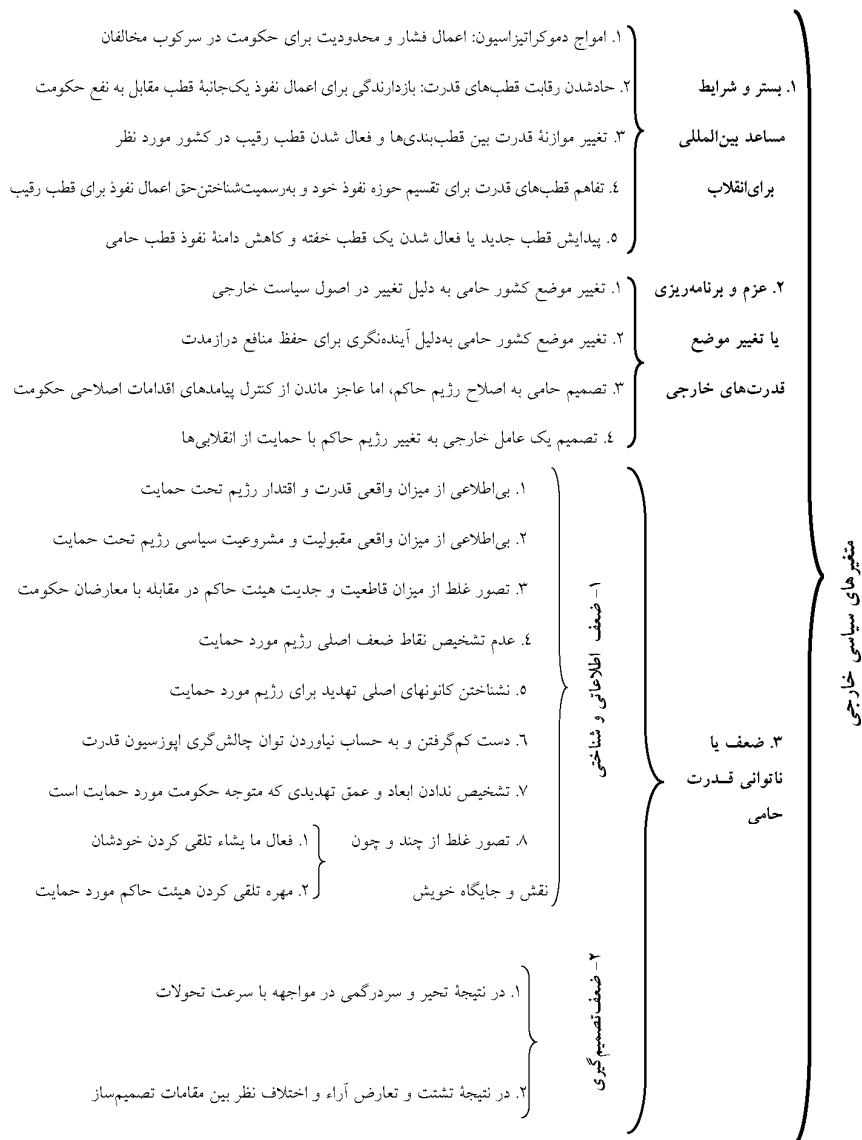 متغیرهای سیاسی خارجی
۱. بستر و شرایط
مساعد بین‌المللی
برای‌انقلاب
۱. امواج دموکراتیزاسیون: اعمال فشار و محدودیت برای حکومت در سرکوب مخالفان
۲. حادشدن رقابت قطب‌های قدرت: بازدارندگی برای اعمال نفوذ یک‌جانبهٔ قطب مقابل به نفع حکومت
۳. تغییر موازنهٔ قدرت بین قطب‌بندی‌ها و فعال شدن قطب رقیب در کشور مورد نظر
۴. تفاهم قطب‌های قدرت برای تقسیم حوزه نفوذ خود و به‌رسمیت‌شناختن‌حق اعمال نفوذ برای قطب رقیب
۵. پیدایش قطب جدید یا فعال شدن یک قطب خفته و کاهش دامنهٔ نفوذ قطب حامی
۲. عزم و برنامه‌ریزی
یا تغییر موضع
قدرت‌های خارجی
۱. تغییر موضع کشور حامی به دلیل تغییر در اصول سیاست خارجی
۲. تغییر موضع کشور حامی به‌دلیل آینده‌نگری برای حفظ منافع درازمدت
۳. تصمیم حامی به اصلاح رژیم حاکم، اما عاجز ماندن از کنترل پیامدهای اقدامات اصلاحی حکومت
۴. تصمیم یک عامل خارجی به تغییر رژیم حاکم با حمایت از انقلابی‌ها
۳. ضعف یا
ناتوانی قــدرت
حامی
۱- ضعف اطلاعاتی و شناختی
۱. بی‌اطلاعی از میزان واقعی قدرت و اقتدار رژیم تحت حمایت
۲. بی‌اطلاعی از میزان واقعی مقبولیت و مشروعیت سیاسی رژیم تحت حمایت
۳. تصور غلط از میزان قاطعیت و جدیت هیئت حاکم در مقابله با معارضان حکومت
۴. عدم تشخیص نقاط ضعف اصلی رژیم مورد حمایت
۵. نشناختن کانونهای اصلی تهدید برای رژیم مورد حمایت
۶. دست کم‌گرفتن و به حساب نیاوردن توان چالش‌گری اپوزسیون قدرت
۷. تشخیص ندادن ابعاد و عمق تهدیدی که متوجه حکومت مورد حمایت است
۸. تصور غلط از چند و چون
نقش و جایگاه خویش
۱. فعال ما یشاء تلقی کردن خودشان
۲. مهره تلقی کردن هیئت حاکم مورد حمایت
۲- ضعف‌تصمیم‌گیری
۱. در نتیجهٔ تحیر و سردرگمی در مواجهه با سرعت تحولات
۲. در نتیجهٔ تشتت و تعارض آراء و اختلاف نظر بین مقامات تصمیم‌ساز